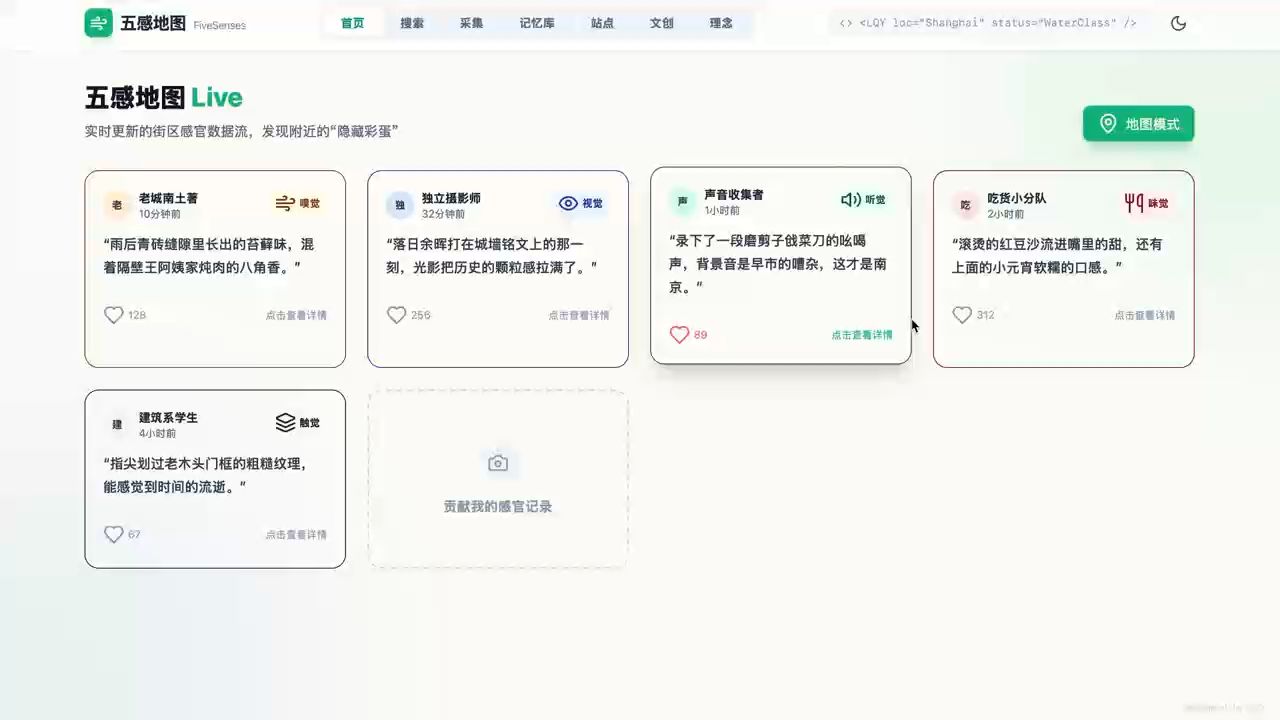 五感地图 FiveSenses
首页 搜索 采集 记忆库 站点 文创 理念
<> <LQY loc="Shanghai" status="WaterClass" />
五感地图 Live
实时更新的街区感官数据流，发现附近的“隐藏彩蛋”
地图模式
老
老城南土著
10分钟前
嗅觉
“雨后青砖缝隙里长出的苔藓味，混
着隔壁王阿姨家炖肉的八角香。”
128
点击查看详情
独
独立摄影师
32分钟前
视觉
“落日余晖打在城墙铭文上的那一
刻，光影把历史的颗粒感拉满了。”
256
点击查看详情
声
声音收集者
1小时前
听觉
“录下了一段磨剪子戗菜刀的吆喝
声，背景音是早市的嘈杂，这才是南
京。”
89
点击查看详情
吃
吃货小分队
2小时前
味觉
“滚烫的红豆沙流进嘴里的甜，还有
上面的小元宵软糯的口感。”
312
点击查看详情
建
建筑系学生
4小时前
触觉
“指尖划过老木头门框的粗糙纹理，
能感觉到时间的流逝。”
67
点击查看详情
贡献我的感官记录